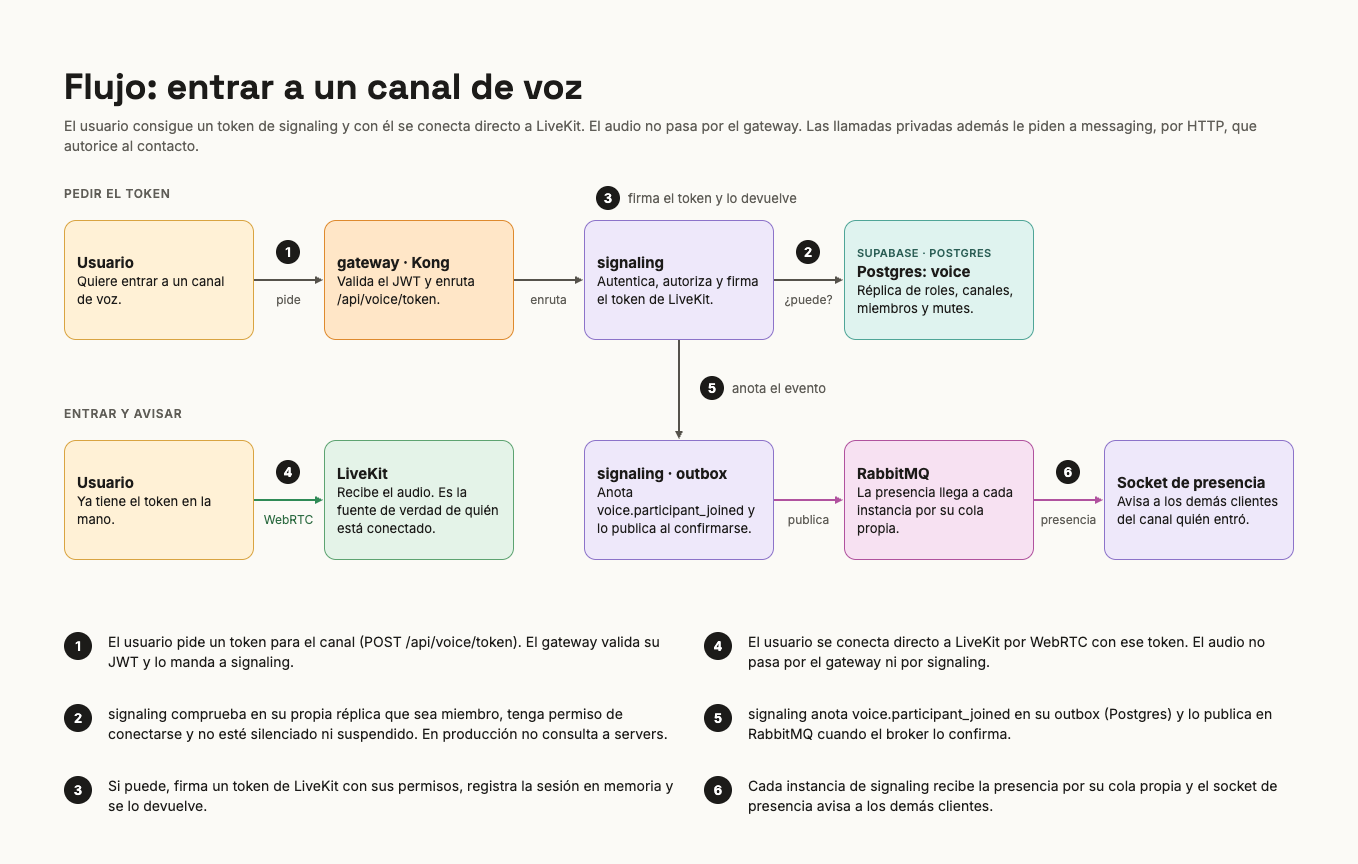 Flujo: entrar a un canal de voz
El usuario consigue un token de signaling y con él se conecta directo a LiveKit. El audio no pasa por el gateway. Las llamadas privadas además le piden a messaging, por HTTP, que
autorice al contacto.
PEDIR EL TOKEN
3 firma el token y lo devuelve
Usuario
Quiere entrar a un canal
de voz.
1
pide
gateway · Kong
Valida el JWT y enruta
/api/voice/token.
enruta
signaling
Autentica, autoriza y firma
el token de LiveKit.
2
¿puede?
SUPABASE · POSTGRES
Postgres: voice
Réplica de roles, canales,
miembros y mutes.
5 anota el evento
ENTRAR Y AVISAR
Usuario
Ya tiene el token en la
mano.
4
WebRTC
LiveKit
Recibe el audio. Es la
fuente de verdad de quién
está conectado.
signaling · outbox
Anota
voice.participant_joined y
lo publica al confirmarse.
publica
RabbitMQ
La presencia llega a cada
instancia por su cola
propia.
6
presencia
Socket de presencia
Avisa a los demás clientes
del canal quién entró.
1 El usuario pide un token para el canal (POST /api/voice/token). El gateway valida su
JWT y lo manda a signaling.
2 signaling comprueba en su propia réplica que sea miembro, tenga permiso de
conectarse y no esté silenciado ni suspendido. En producción no consulta a servers.
3 Si puede, firma un token de LiveKit con sus permisos, registra la sesión en memoria y
se lo devuelve.
4 El usuario se conecta directo a LiveKit por WebRTC con ese token. El audio no
pasa por el gateway ni por signaling.
5 signaling anota voice.participant_joined en su outbox (Postgres) y lo publica en
RabbitMQ cuando el broker lo confirma.
6 Cada instancia de signaling recibe la presencia por su cola propia y el socket de
presencia avisa a los demás clientes.